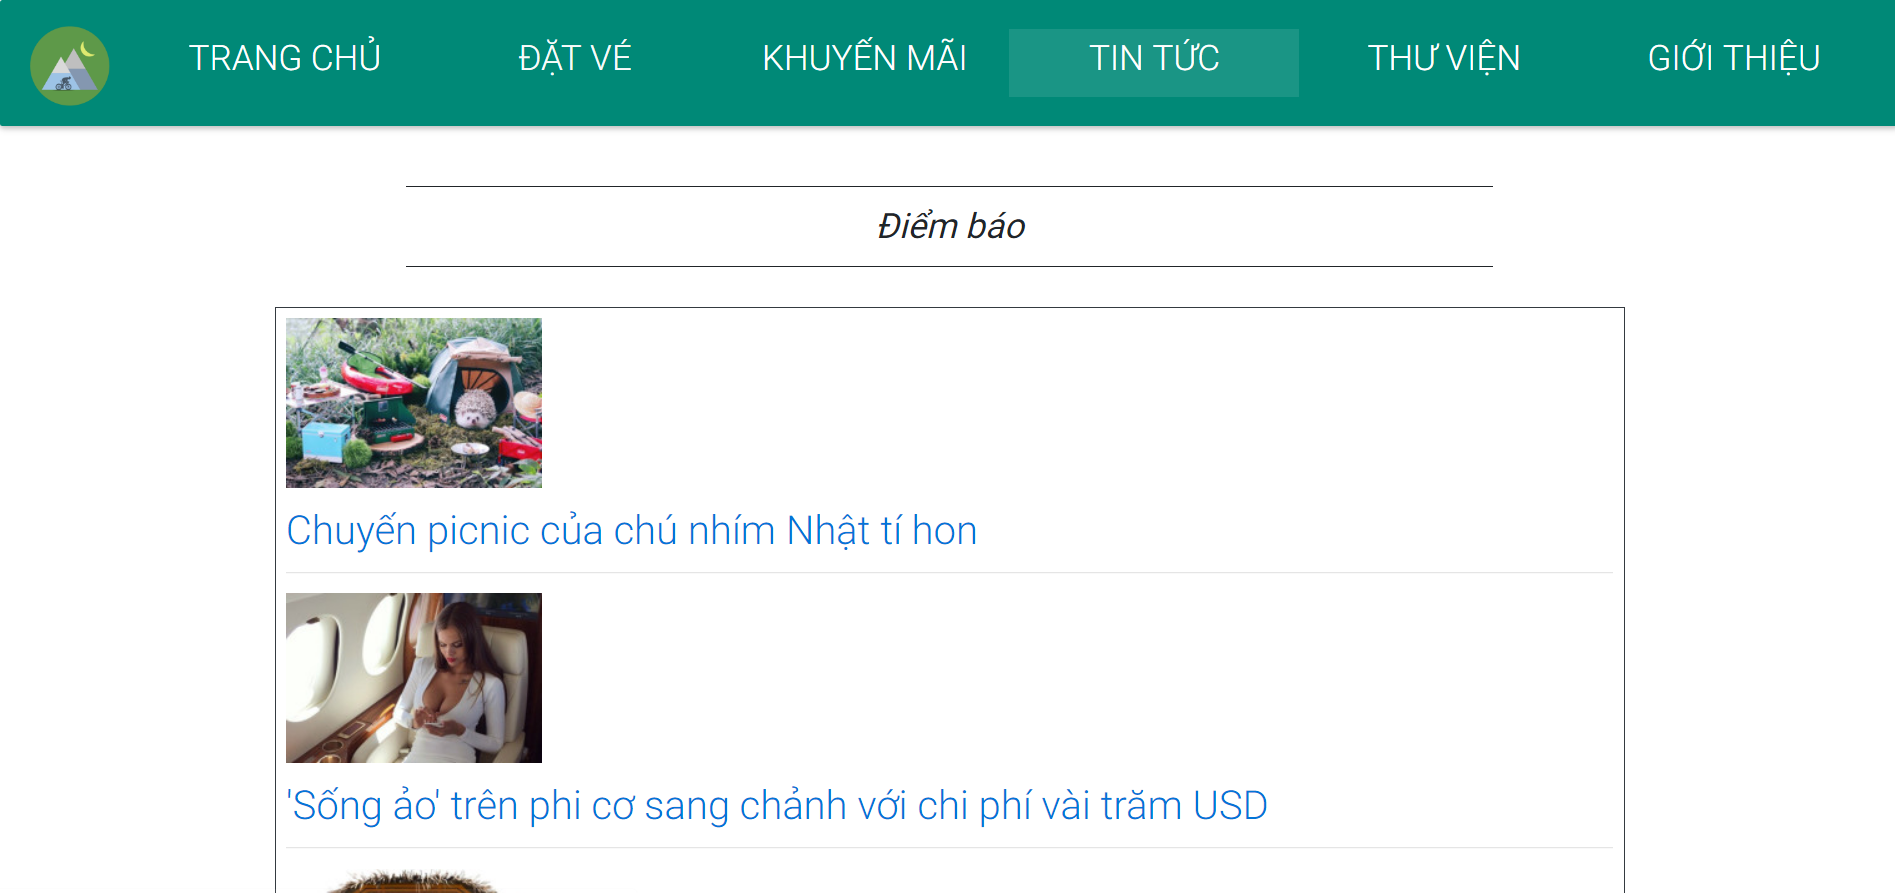 TRANG CHỦ ĐẶT VÉ KHUYẾN MÃI TIN TỨC THƯ VIỆN GIỚI THIỆU
Điểm báo
Chuyến picnic của chú nhím Nhật tí hon
'Sống ảo' trên phi cơ sang chảnh với chi phí vài trăm USD